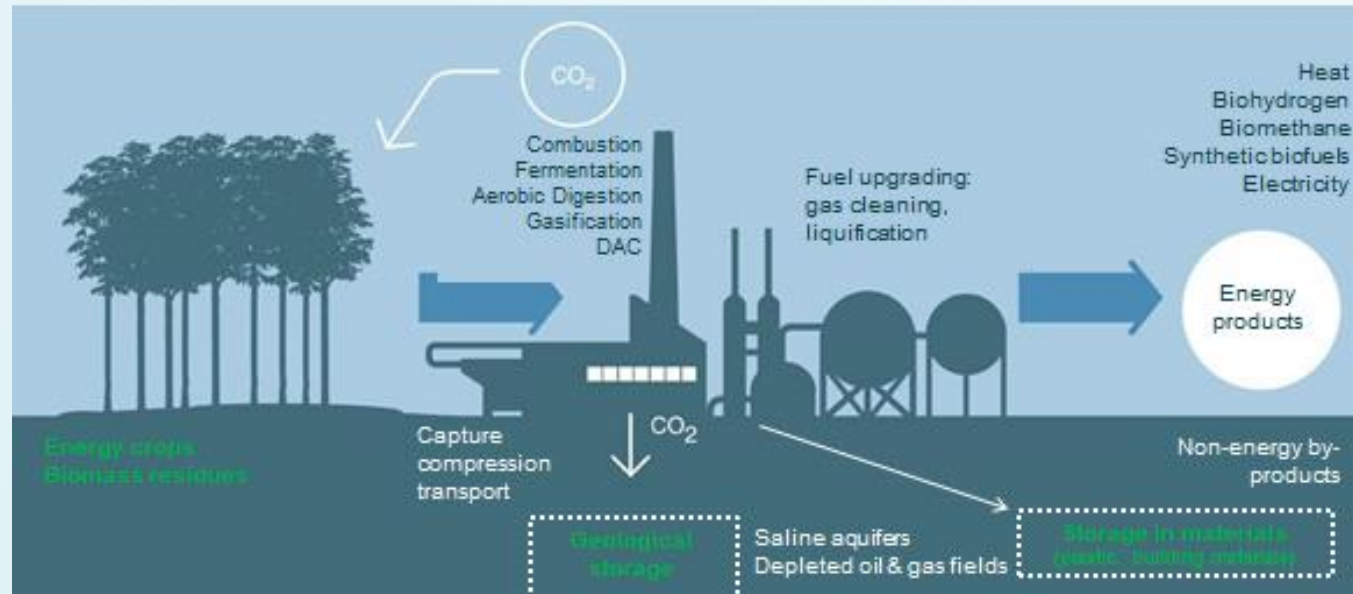 CO₂
Combustion
Fermentation
Aerobic Digestion
Gasification
DAC
Fuel upgrading:
gas cleaning,
liquification
Heat
Biohydrogen
Biomethane
Synthetic biofuels
Electricity
Energy
products
Energy crops
Biomass residues
Capture
compression
transport
CO₂
Geological
storage
Saline aquifers
Depleted oil & gas fields
Non-energy by-
products
Storage in materials
(plastic, building materials)